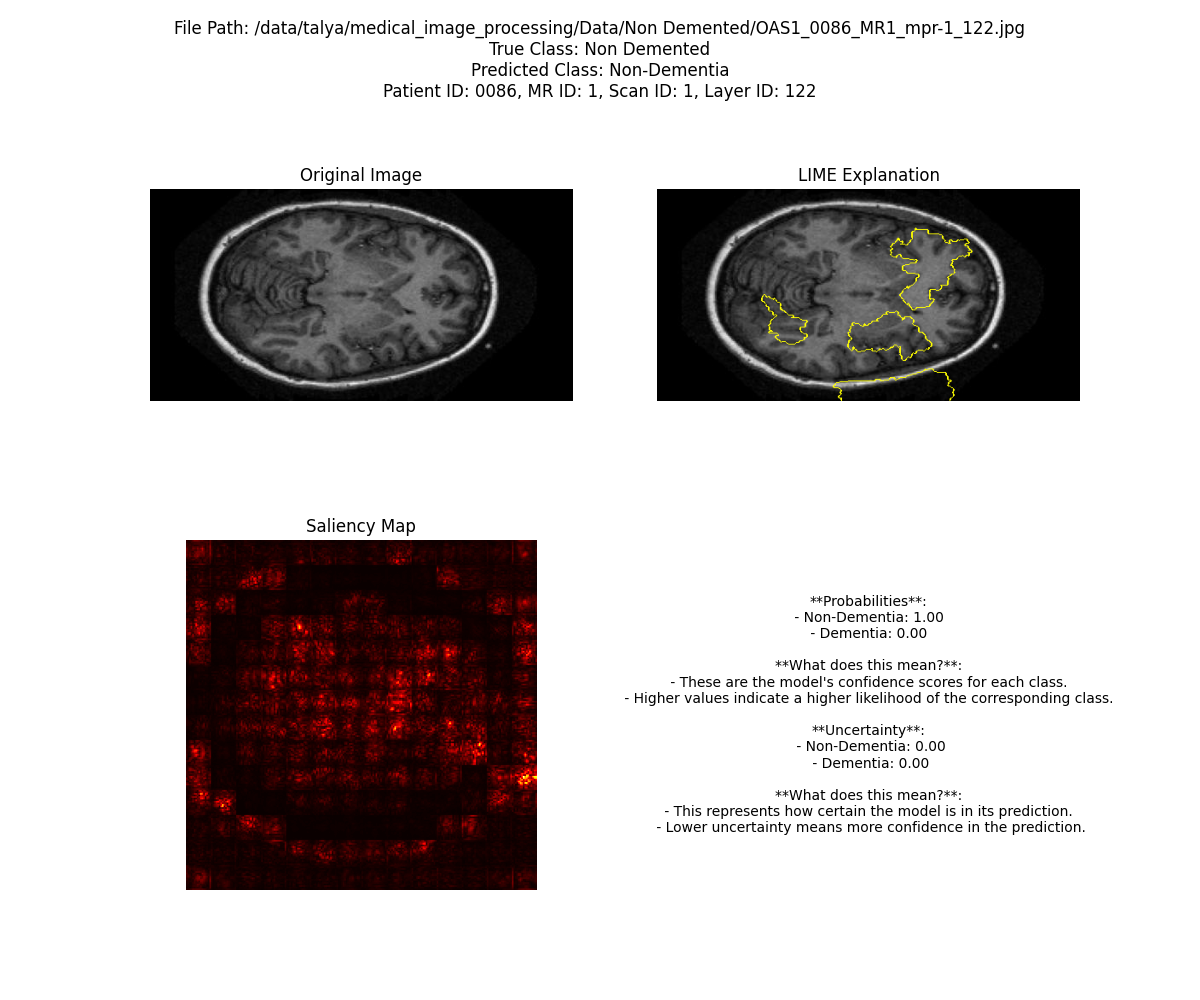 File Path: /data/talya/medical_image_processing/Data/Non Demented/OAS1_0086_MR1_mpr-1_122.jpg
True Class: Non Demented
Predicted Class: Non-Dementia
Patient ID: 0086, MR ID: 1, Scan ID: 1, Layer ID: 122
Original Image
LIME Explanation
Saliency Map
**Probabilities**:
- Non-Dementia: 1.00
- Dementia: 0.00
**What does this mean?**:
- These are the model's confidence scores for each class.
- Higher values indicate a higher likelihood of the corresponding class.
**Uncertainty**:
- Non-Dementia: 0.00
- Dementia: 0.00
**What does this mean?**:
- This represents how certain the model is in its prediction.
- Lower uncertainty means more confidence in the prediction.